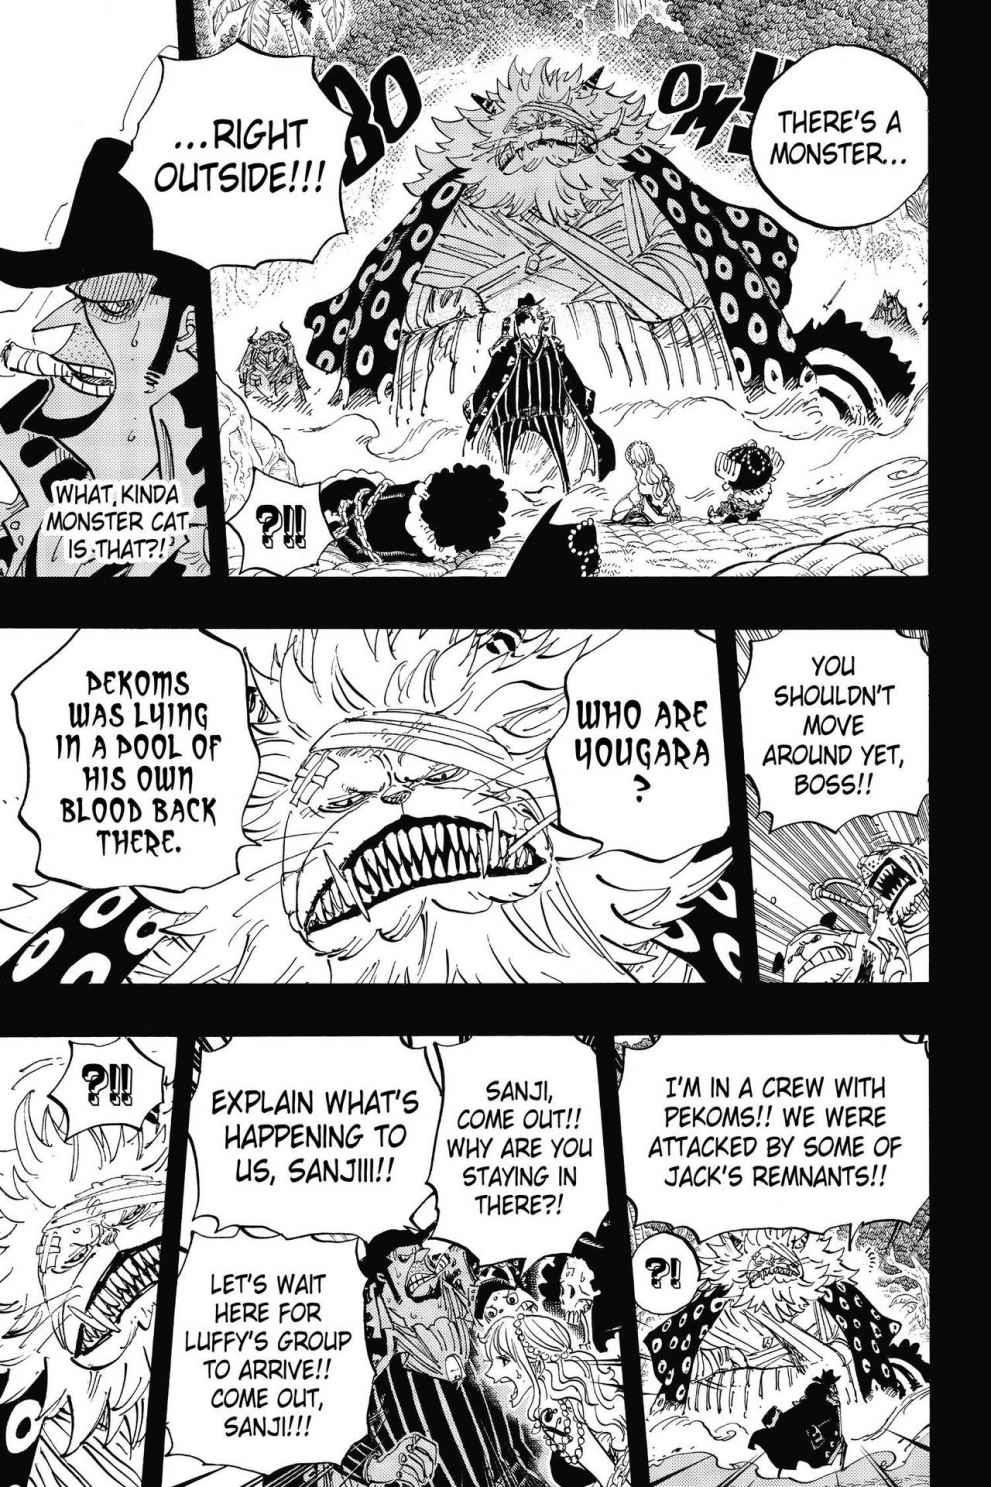 THERE'S A
MONSTER...
BOOM!!
...RIGHT
OUTSIDE!!!
?!!
WHAT KINDA
MONSTER CAT
IS THAT?!
YOU
SHOULDN'T
MOVE
AROUND YET,
BOSS!!
WHO ARE
YOUGARA
?
PEKOMS
WAS LYING
IN A POOL OF
HIS OWN
BLOOD BACK
THERE.
I'M IN A CREW WITH
PEKOMS!! WE WERE
ATTACKED BY SOME OF
JACK'S REMNANTS!!
?!
SANJI,
COME OUT!!
WHY ARE YOU
STAYING IN
THERE?!
EXPLAIN WHAT'S
HAPPENING TO
US, SANJIII!!
LET'S WAIT
HERE FOR
LUFFY'S GROUP
TO ARRIVE!!
COME OUT,
SANJI!!!
?!!